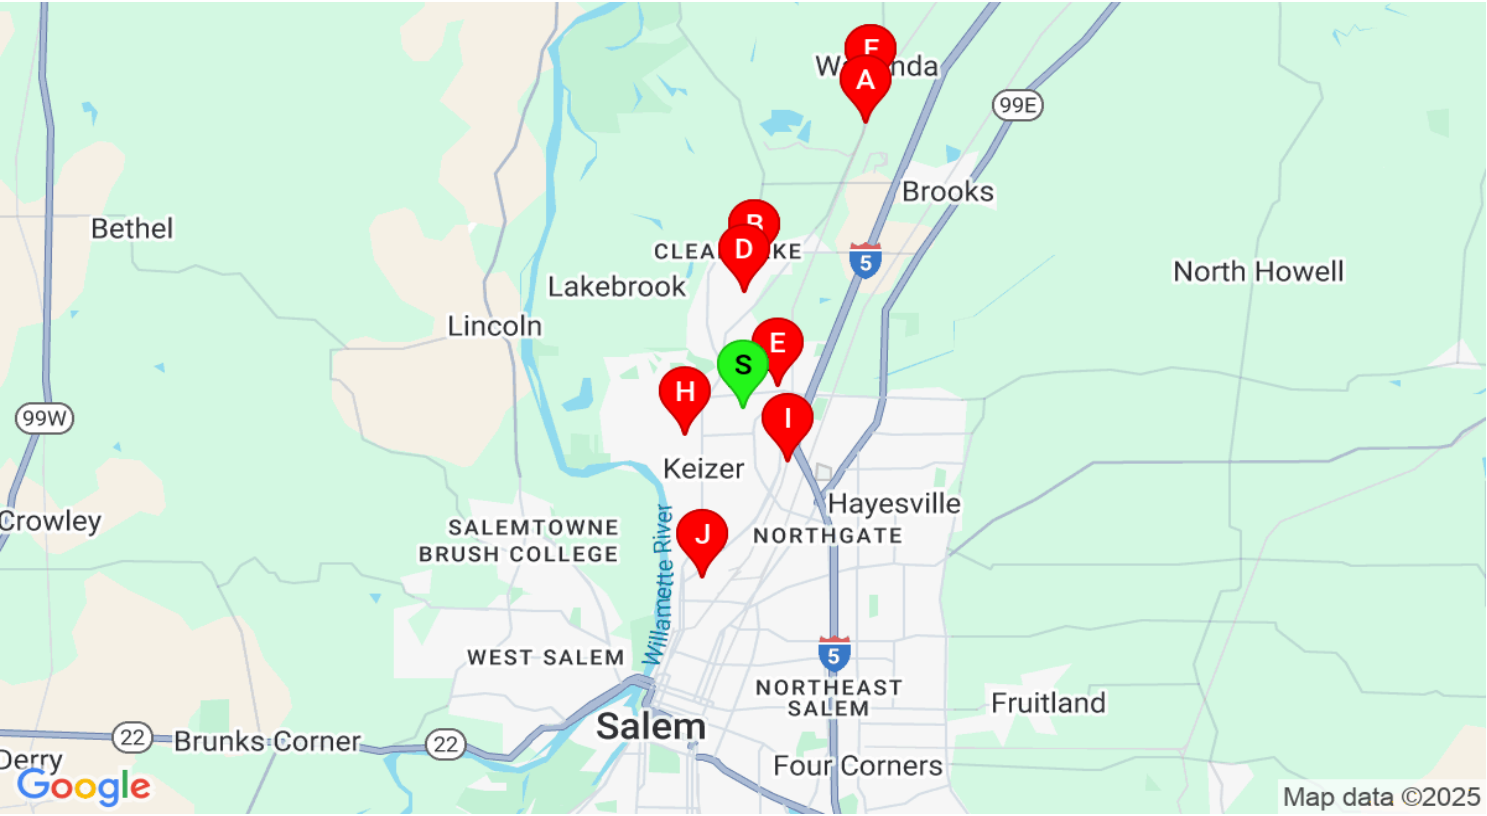 F
A
99E
Brooks
Bethel
B
D
5
North Howell
Lakebrook
Lincoln
E
S
H
I
99W
Keizer
Hayesville
Crowley
SALEMTOWNE
BRUSH COLLEGE
J
NORTHGATE
Willamette River
WEST SALEM
5
NORTHEAST
SALEM
Fruitland
Salem
22
Brunks Corner
22
Derry
Four Corners
Google
Map data ©2025